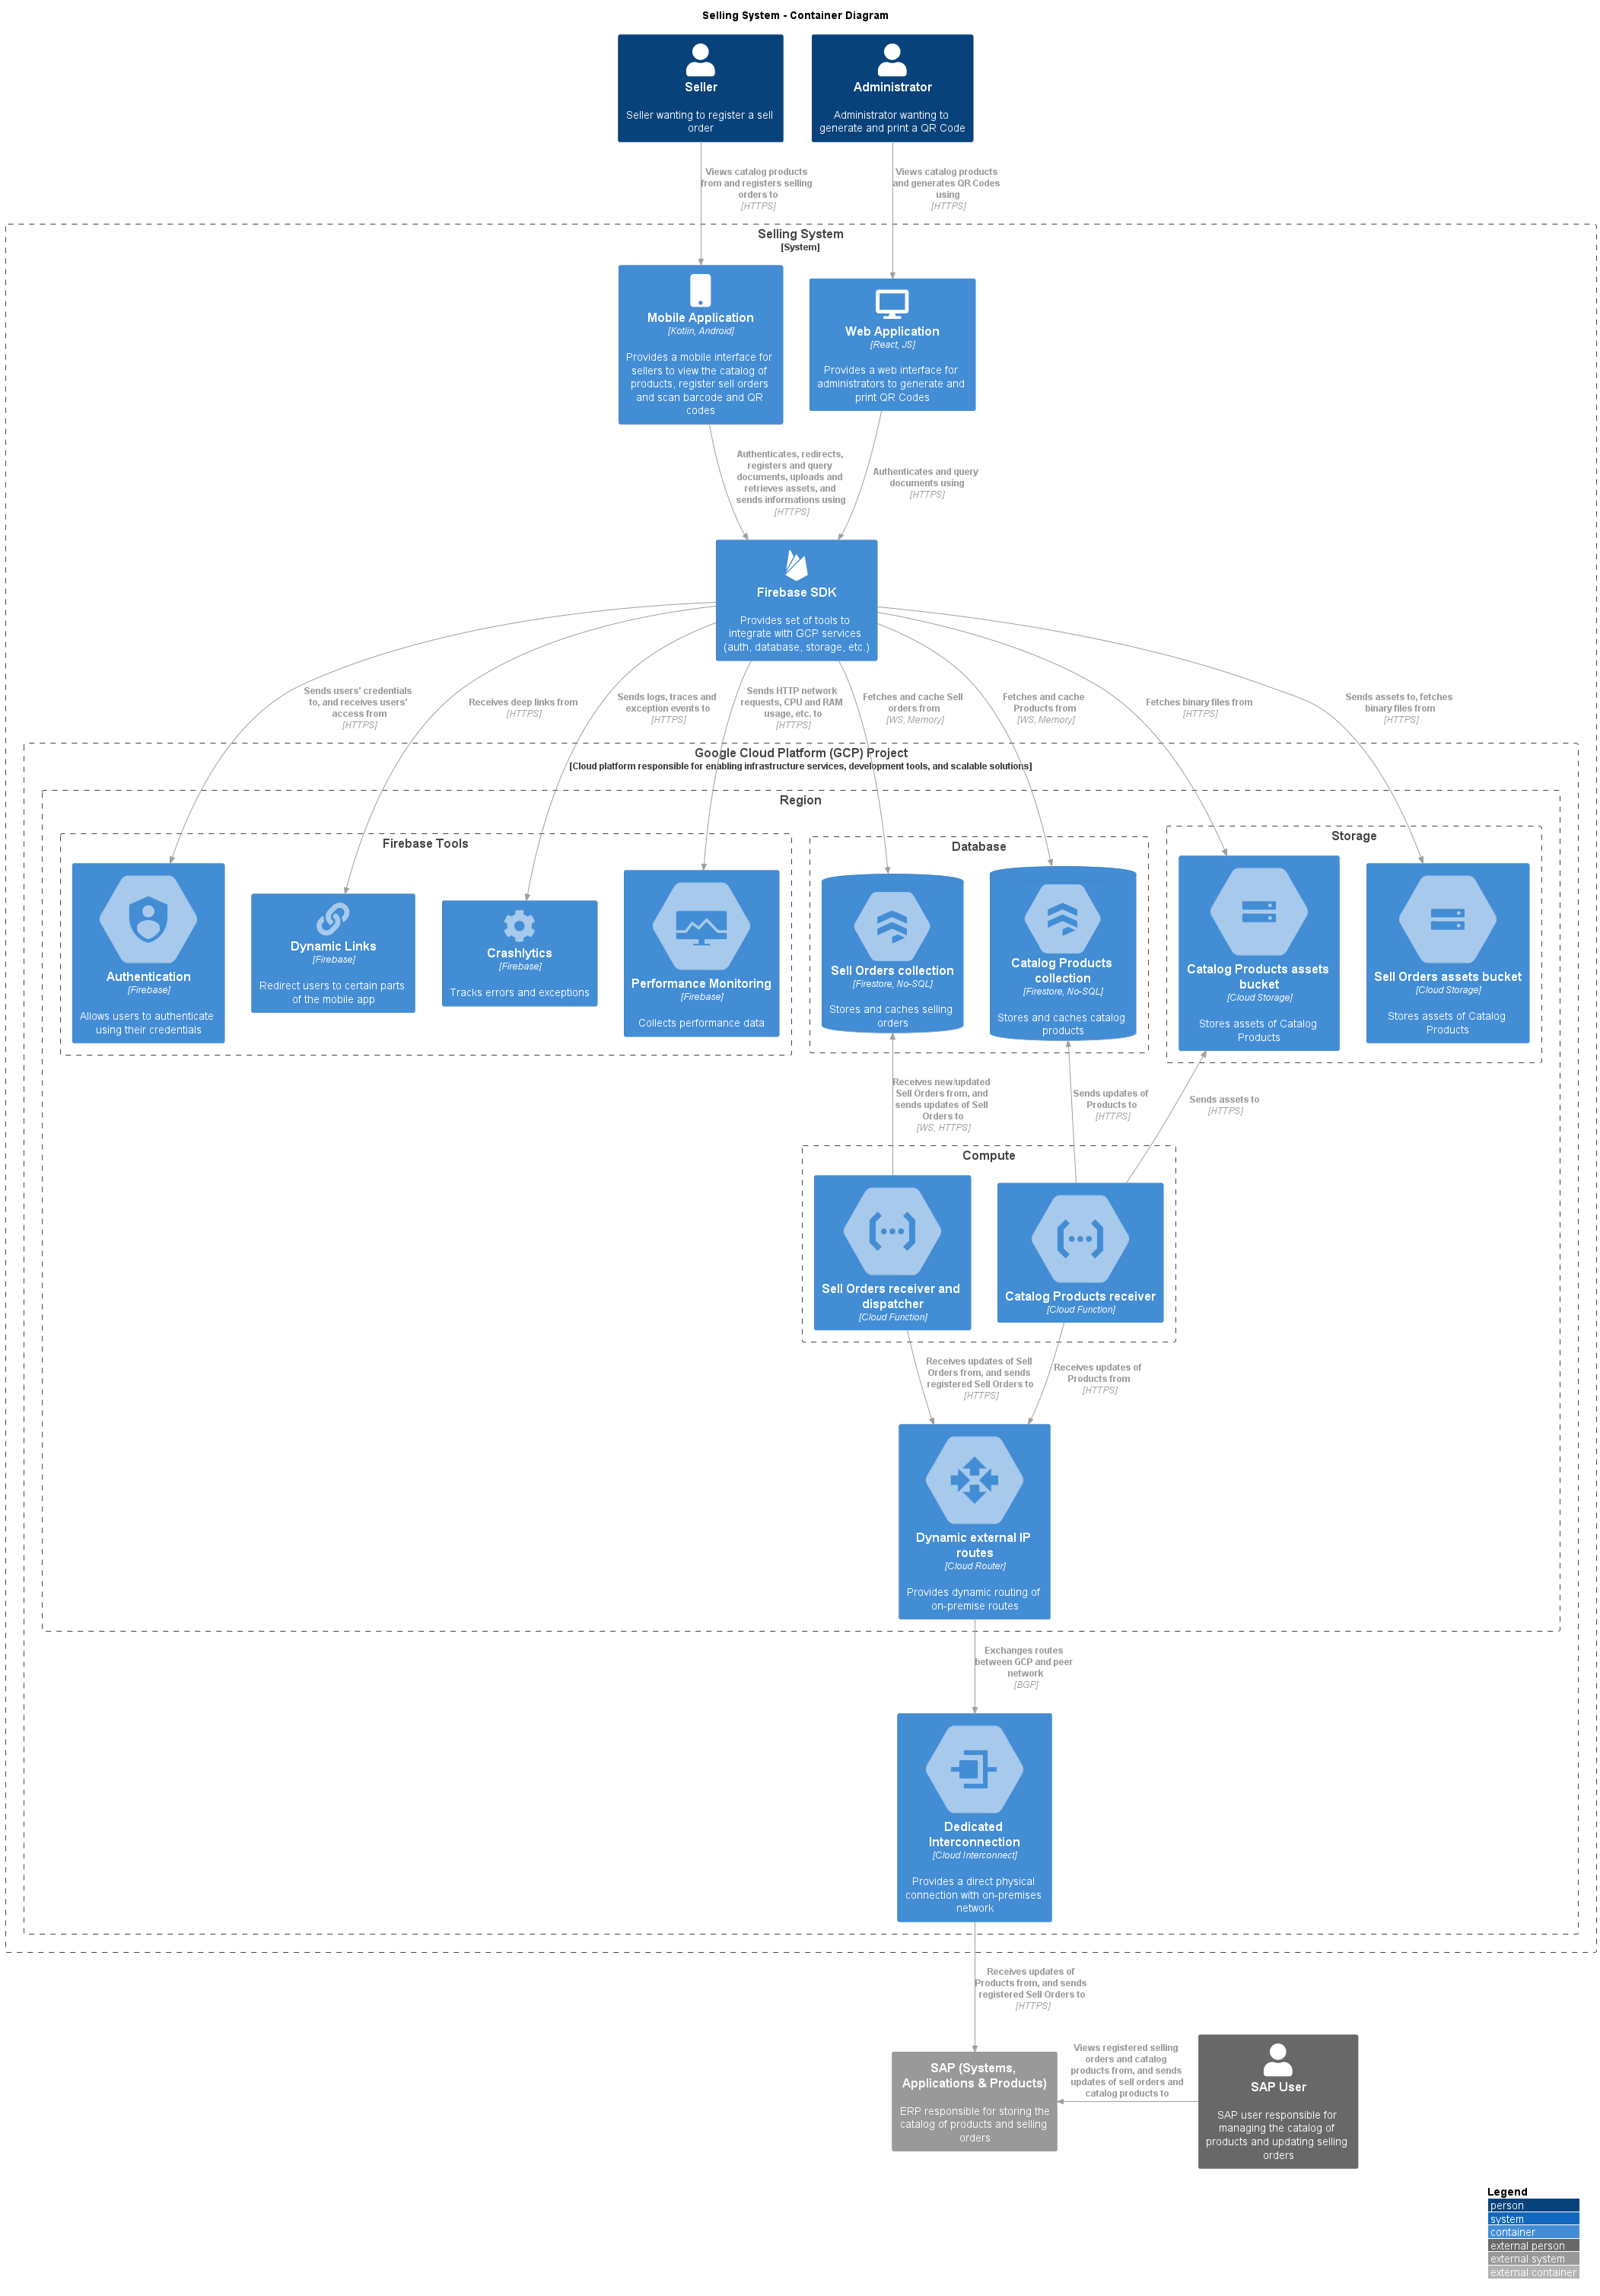 Selling System - Container Diagram
Seller
Seller wanting to register a sell
order
Administrator
Administrator wanting to
generate and print a QR Code
Views catalog products
from and registers selling
orders to
[HTTPS]
Views catalog products
and generates QR Codes
using
[HTTPS]
Selling System
[System]
Mobile Application
[Kotlin, Android]
Provides a mobile interface for
sellers to view the catalog of
products, register sell orders
and scan barcode and QR
codes
Web Application
[React, JS]
Provides a web interface for
administrators to generate and
print QR Codes
Authenticates, redirects,
registers and query
documents, uploads and
retrieves assets, and
sends informations using
[HTTPS]
Authenticates and query
documents using
[HTTPS]
Firebase SDK
Provides set of tools to
integrate with GCP services
(auth, database, storage, etc.)
Sends users' credentials
to, and receives users'
access from
[HTTPS]
Receives deep links from
[HTTPS]
Sends logs, traces and
exception events to
[HTTPS]
Sends HTTP network
requests, CPU and RAM
usage, etc. to
[HTTPS]
Fetches and cache Sell
orders from
[WS, Memory]
Fetches and cache
Products from
[WS, Memory]
Fetches binary files from
[HTTPS]
Sends assets to, fetches
binary files from
[HTTPS]
Google Cloud Platform (GCP) Project
[Cloud platform responsible for enabling infrastructure services, development tools, and scalable solutions]
Region
Firebase Tools
Authentication
[Firebase]
Allows users to authenticate
using their credentials
Dynamic Links
[Firebase]
Redirect users to certain parts
of the mobile app
Crashlytics
[Firebase]
Tracks errors and exceptions
Performance Monitoring
[Firebase]
Collects performance data
Database
Sell Orders collection
[Firestore, No-SQL]
Stores and caches selling
orders
Catalog Products
collection
[Firestore, No-SQL]
Stores and caches catalog
products
Storage
Catalog Products assets
bucket
[Cloud Storage]
Stores assets of Catalog
Products
Sell Orders assets bucket
[Cloud Storage]
Stores assets of Catalog
Products
Receives new/updated
Sell Orders from, and
sends updates of Sell
Orders to
[WS, HTTPS]
Sends updates of
Products to
[HTTPS]
Sends assets to
[HTTPS]
Compute
Sell Orders receiver and
dispatcher
[Cloud Function]
Catalog Products receiver
[Cloud Function]
Receives updates of Sell
Orders from, and sends
registered Sell Orders to
[HTTPS]
Receives updates of
Products from
[HTTPS]
Dynamic external IP
routes
[Cloud Router]
Provides dynamic routing of
on-premise routes
Exchanges routes
between GCP and peer
network
[BGP]
Dedicated
Interconnection
[Cloud Interconnect]
Provides a direct physical
connection with on-premises
network
Receives updates of
Products from, and sends
registered Sell Orders to
[HTTPS]
SAP (Systems,
Applications & Products)
ERP responsible for storing the
catalog of products and selling
orders
Views registered selling
orders and catalog
products from, and sends
updates of sell orders and
catalog products to
SAP User
SAP user responsible for
managing the catalog of
products and updating selling
orders
Legend
person
system
container
external person
external system
external container